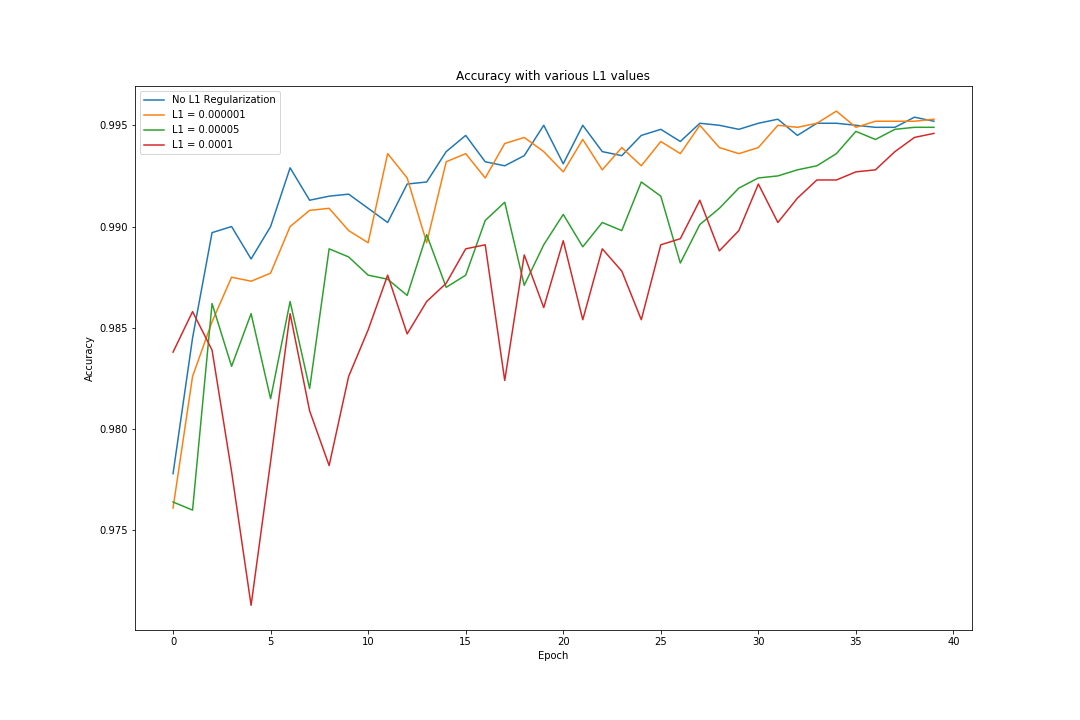 Accuracy with various L1 values
No L1 Regularization
L1 = 0.000001
L1 = 0.00005
L1 = 0.0001
0.995
0.990
0.985
0.980
0.975
Accuracy
0 5 10 15 20 25 30 35 40
Epoch